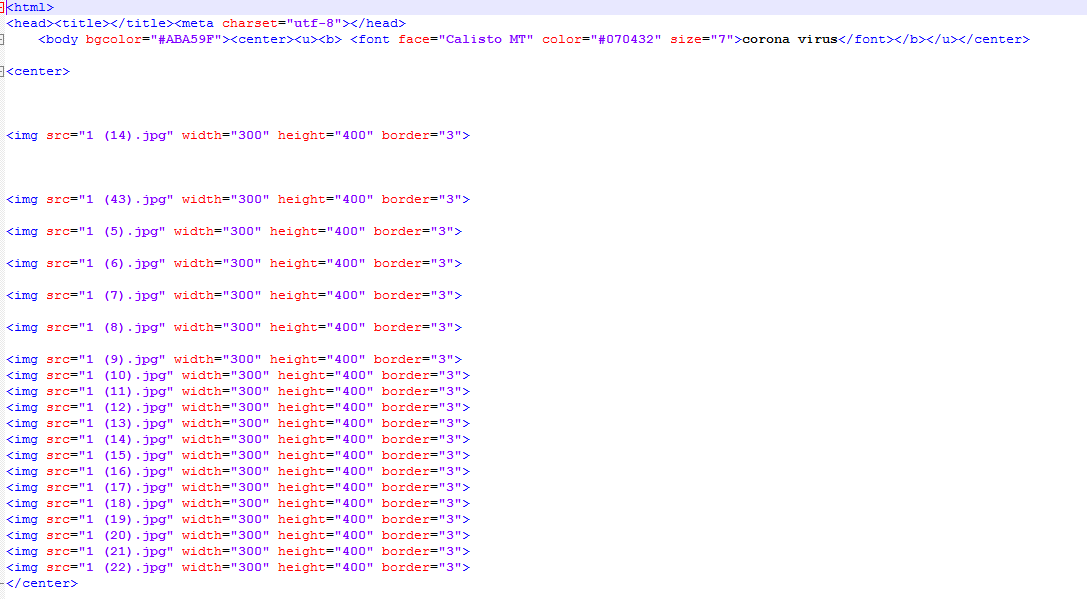 <html>
<head><title></title><meta charset="utf-8"></head>
<body bgcolor="#ABA59F"><center><u><b> <font face="Calisto MT" color="#070432" size="7">corona virus</font></b></u></center>
<center>
<img src="1 (14).jpg" width="300" height="400" border="3">
<img src="1 (43).jpg" width="300" height="400" border="3">
<img src="1 (5).jpg" width="300" height="400" border="3">
<img src="1 (6).jpg" width="300" height="400" border="3">
<img src="1 (7).jpg" width="300" height="400" border="3">
<img src="1 (8).jpg" width="300" height="400" border="3">
<img src="1 (9).jpg" width="300" height="400" border="3">
<img src="1 (10).jpg" width="300" height="400" border="3">
<img src="1 (11).jpg" width="300" height="400" border="3">
<img src="1 (12).jpg" width="300" height="400" border="3">
<img src="1 (13).jpg" width="300" height="400" border="3">
<img src="1 (14).jpg" width="300" height="400" border="3">
<img src="1 (15).jpg" width="300" height="400" border="3">
<img src="1 (16).jpg" width="300" height="400" border="3">
<img src="1 (17).jpg" width="300" height="400" border="3">
<img src="1 (18).jpg" width="300" height="400" border="3">
<img src="1 (19).jpg" width="300" height="400" border="3">
<img src="1 (20).jpg" width="300" height="400" border="3">
<img src="1 (21).jpg" width="300" height="400" border="3">
<img src="1 (22).jpg" width="300" height="400" border="3">
</center>